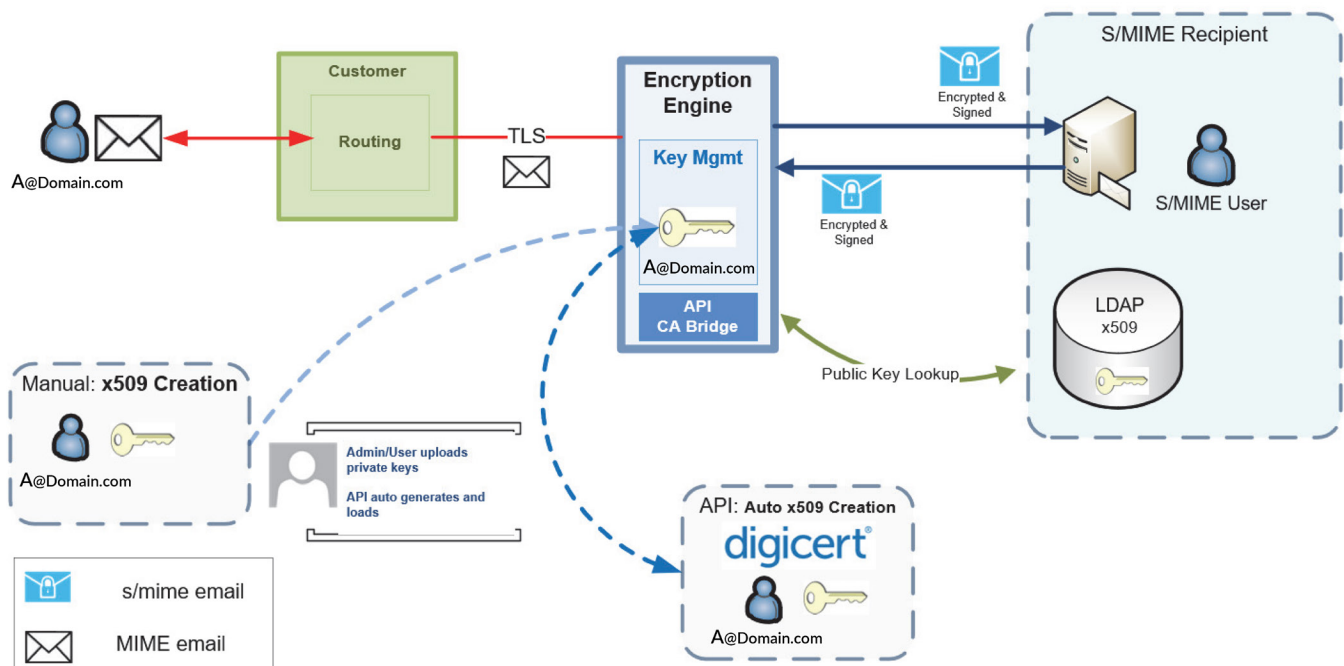 S/MIME Recipient
Customer
Routing
A@Domain.com
TLS
Encryption
Engine
Key Mgmt
A@Domain.com
API
CA Bridge
Encrypted &
Signed
Encrypted &
Signed
S/MIME User
LDAP
x509
Public Key Lookup
Manual: x509 Creation
A@Domain.com
Admin/User uploads
private keys
API auto generates and
loads
API: Auto x509 Creation
digicert®
A@Domain.com
s/mime email
MIME email